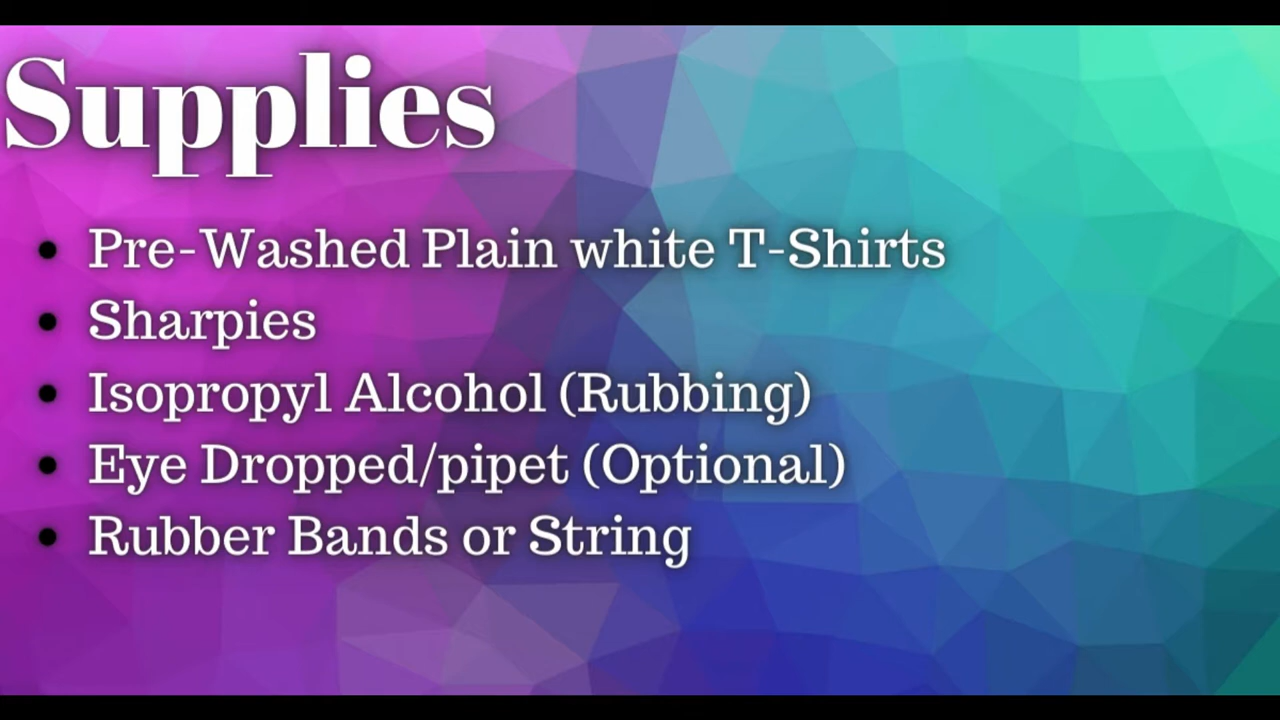 Supplies
Pre-Washed Plain white T-Shirts
Sharpies
Isopropyl Alcohol (Rubbing)
Eye Dropped/pipet (Optional)
Rubber Bands or String